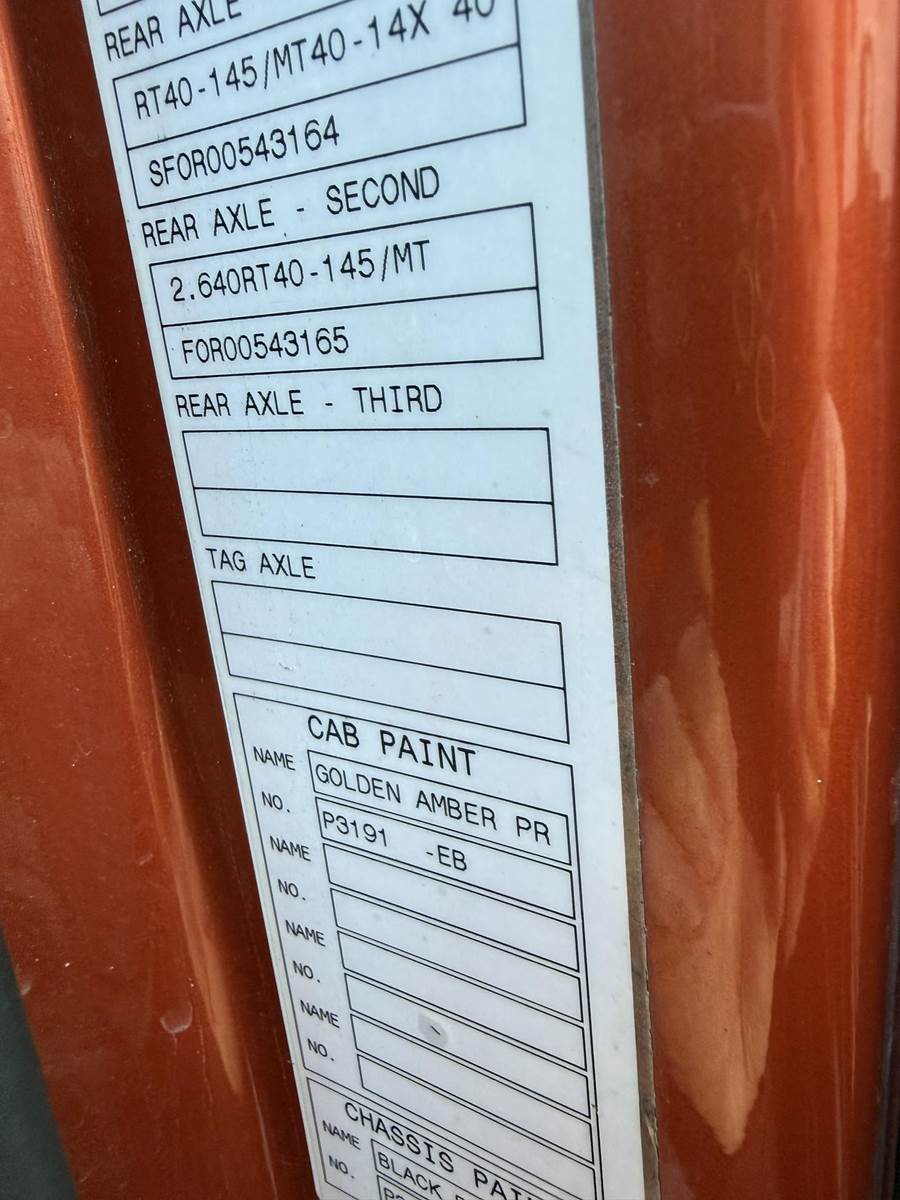 REAR AXLE
RT40-145/MT40-14X 40
SFOR00543164
REAR AXLE - SECOND
2.640RT40-145/MT
FOR00543165
REAR AXLE - THIRD
TAG AXLE
CAB PAINT
NAME GOLDEN AMBER PR
NO. P3191 -EB
NAME
NO.
NAME
NO.
NAME
NO.
CHASSIS
NAME BLACK
NO.